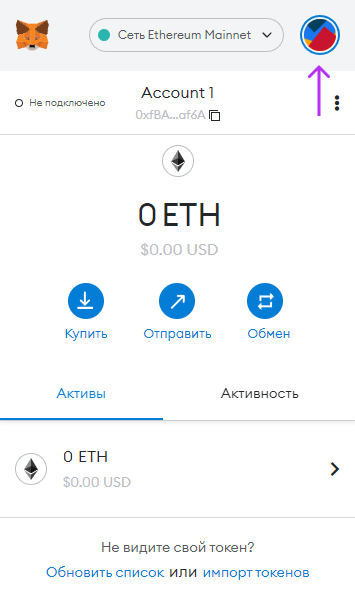 Сеть Ethereum Mainnet
Account 1
Не подключено
0xfBA...af6A
0 ETH
$0.00 USD
Купить Отправить Обмен
Активы Активность
0 ETH
$0.00 USD
Не видите свой токен?
Обновить список или импорт токенов